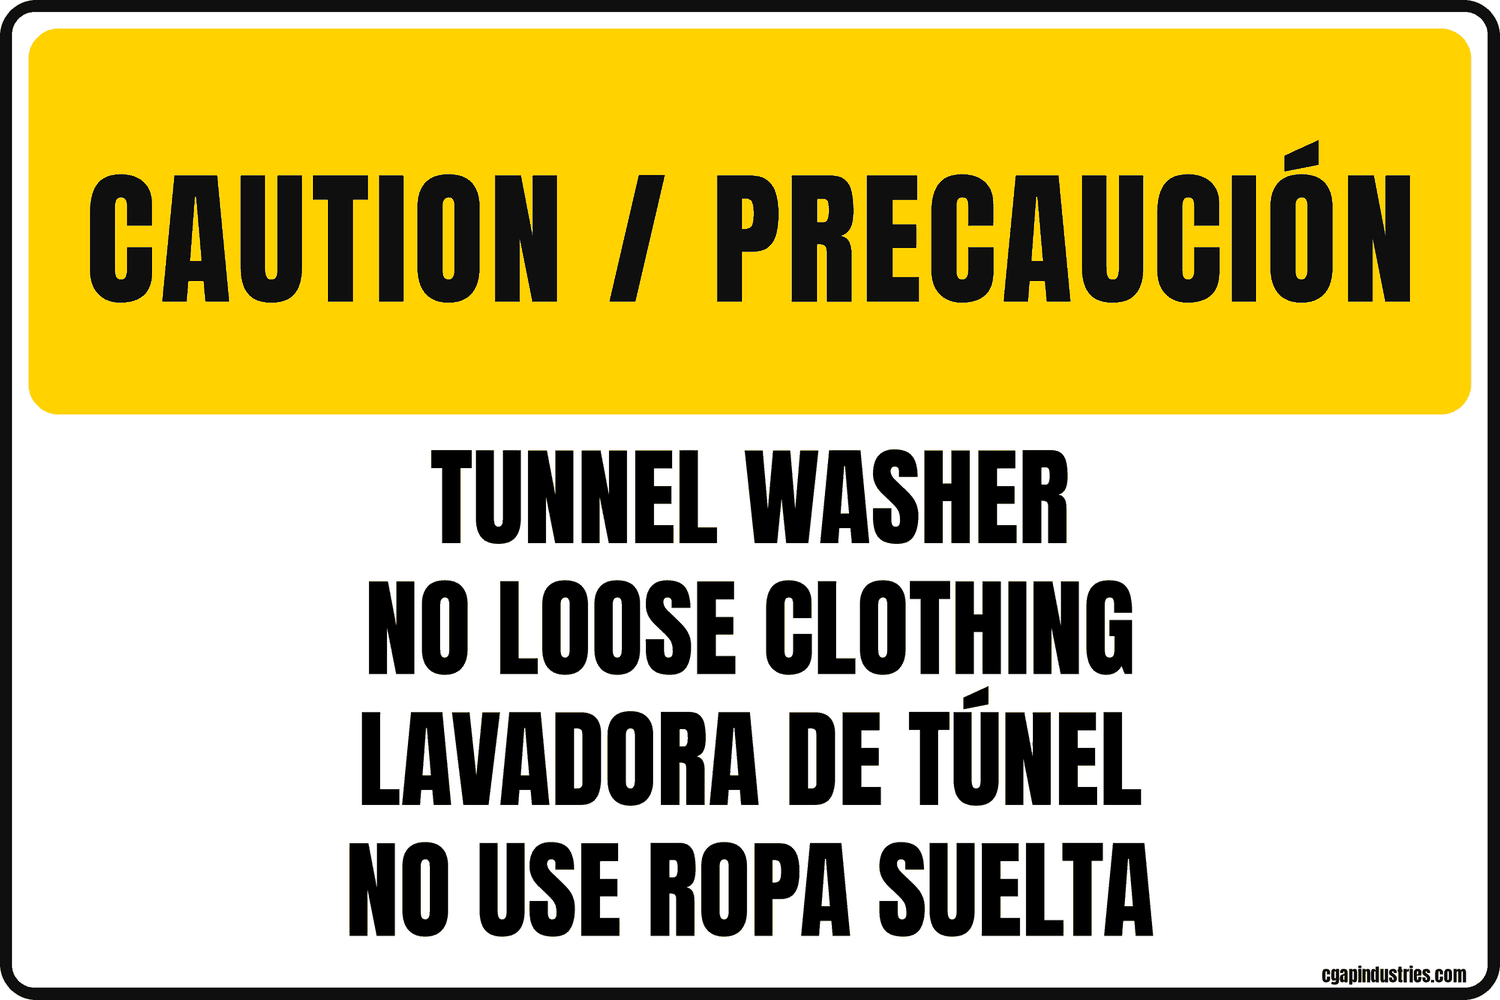 CAUTION / PRECAUCIÓN
TUNNEL WASHER
NO LOOSE CLOTHING
LAVADORA DE TÚNEL
NO USE ROPA SUELTA
cgapindustries.com